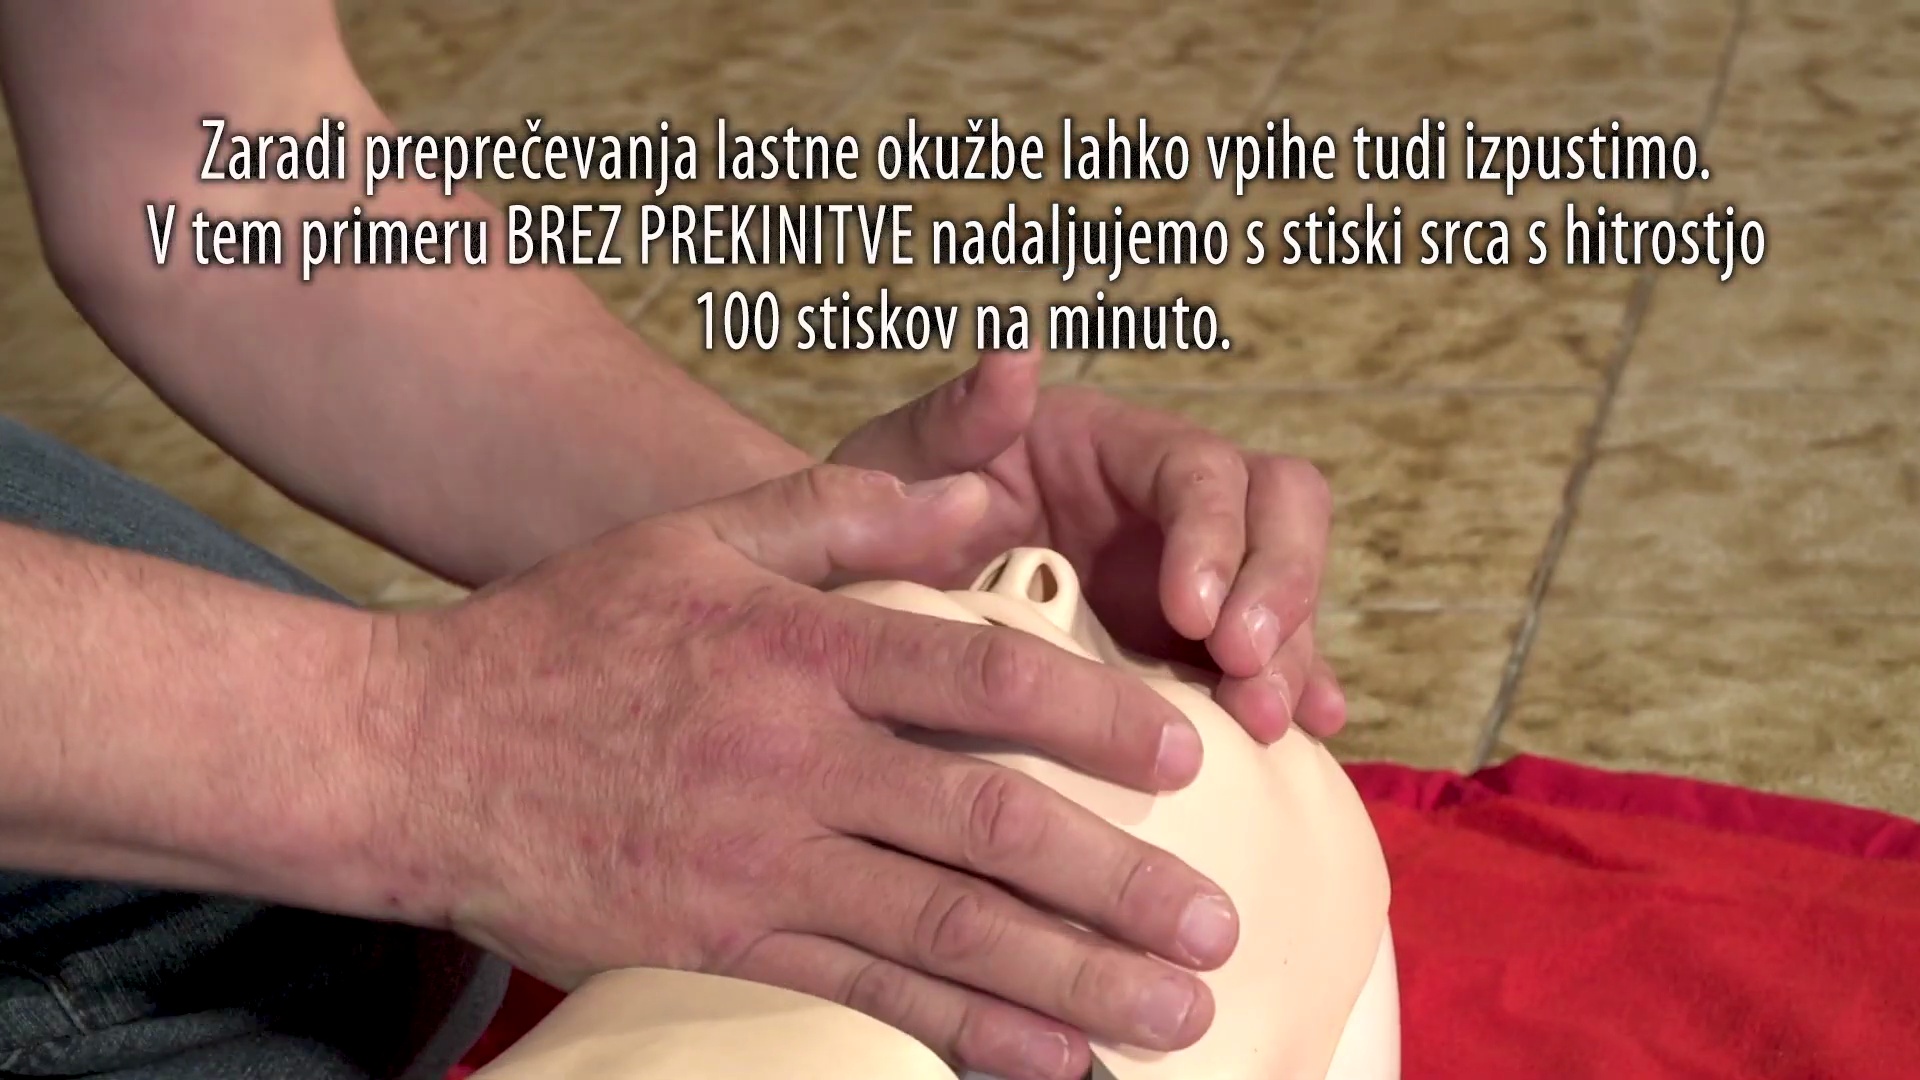 Zaradi preprečevanja lastne okužbe lahko vpihe tudi izpustimo.
V tem primeru BREZ PREKINITVE nadaljujemo s stiski srca s hitrostjo
100 stiskov na minuto.